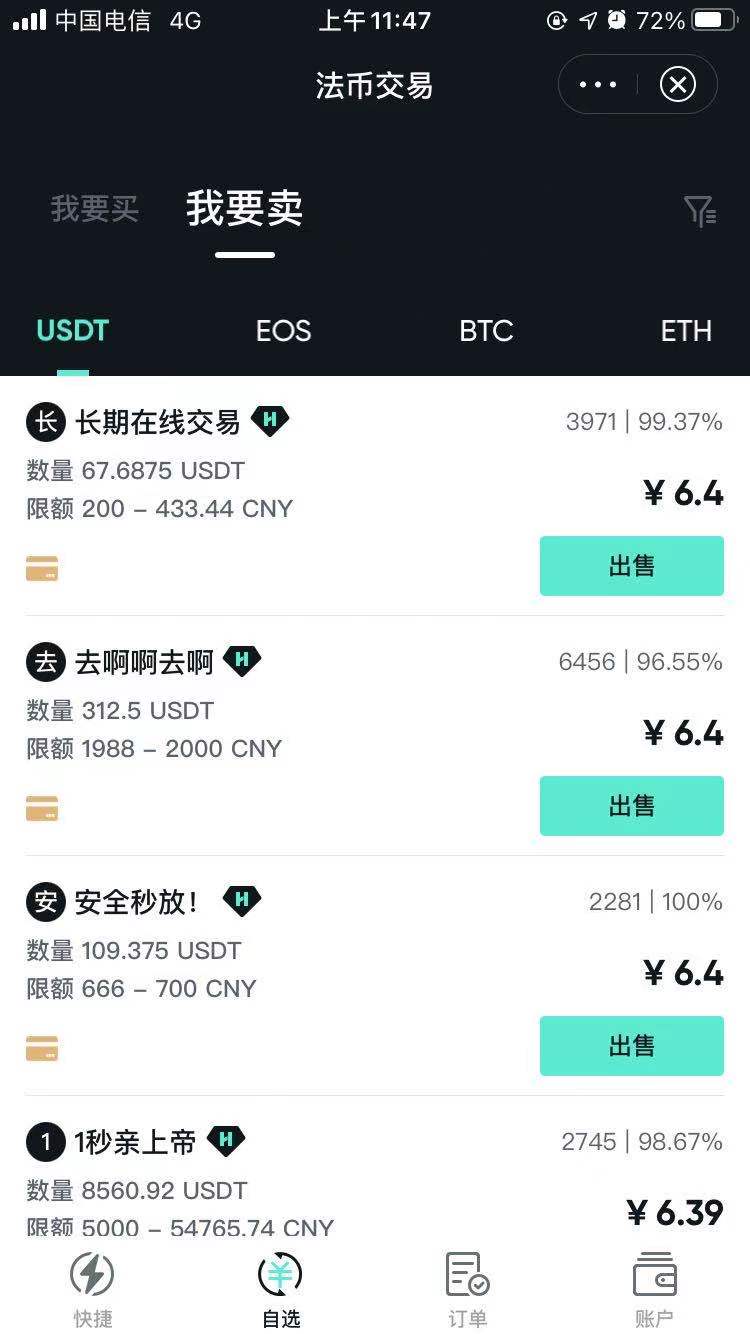 中国电信 4G 上午11:47 72%
法币交易
我要买 我要卖
USDT EOS BTC ETH
长 长期在线交易 H 3971 | 99.37%
数量 67.6875 USDT
¥ 6.4
限额 200 – 433.44 CNY
出售
去 去啊啊去啊 H 6456 | 96.55%
数量 312.5 USDT
¥ 6.4
限额 1988 – 2000 CNY
出售
安 安全秒放！ H 2281 | 100%
数量 109.375 USDT
¥ 6.4
限额 666 – 700 CNY
出售
1 1秒亲上帝 H 2745 | 98.67%
数量 8560.92 USDT
¥ 6.39
限额 5000 – 54765.74 CNY
快捷 自选 订单 账户